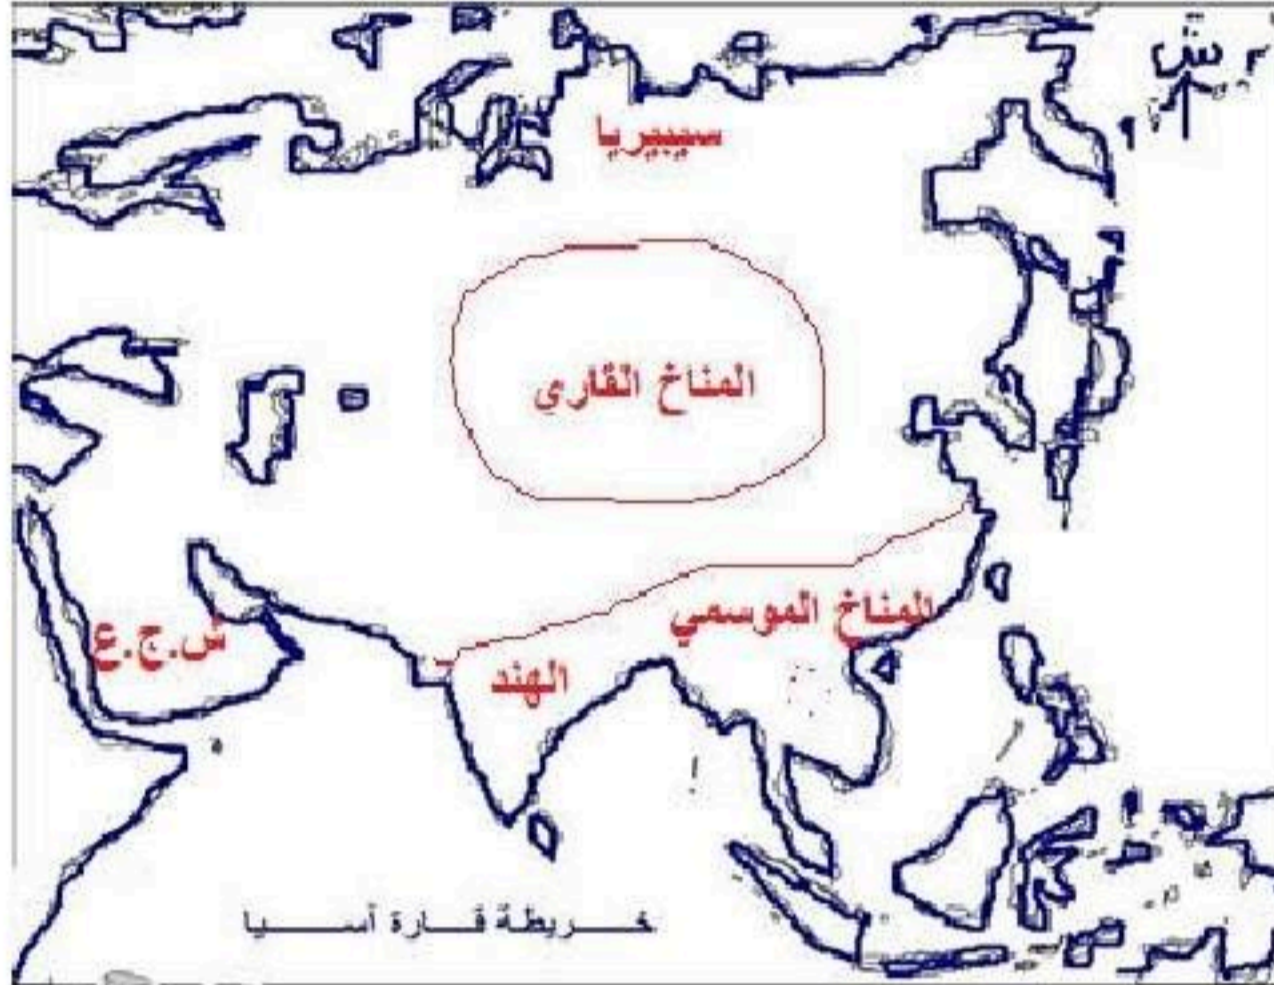 ش
سيبيريا
المناخ القاري
المناخ الموسمي
ش.ج.ع
الهند
خريطة قارة آسيا